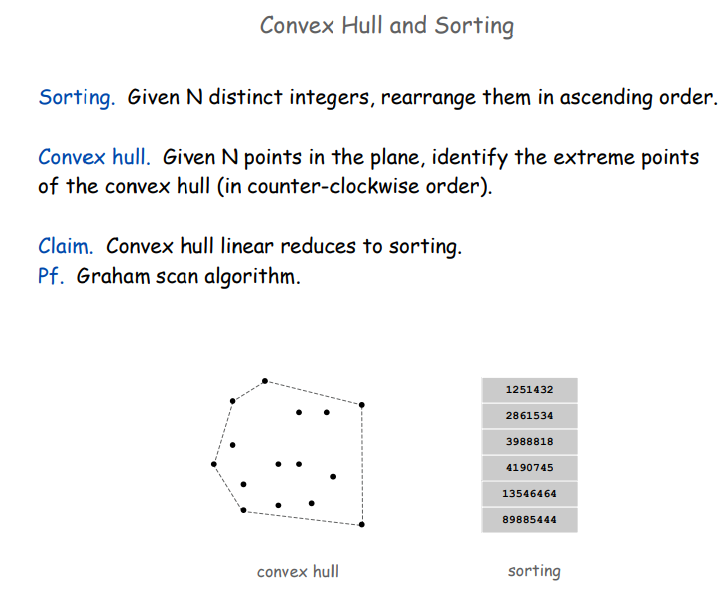 Convex Hull and Sorting
Sorting. Given N distinct integers, rearrange them in ascending order.
Convex hull. Given N points in the plane, identify the extreme points
of the convex hull (in counter-clockwise order).
Claim. Convex hull linear reduces to sorting.
Pf. Graham scan algorithm.
1251432
2861534
3988818
4190745
13546464
89885444
convex hull
sorting